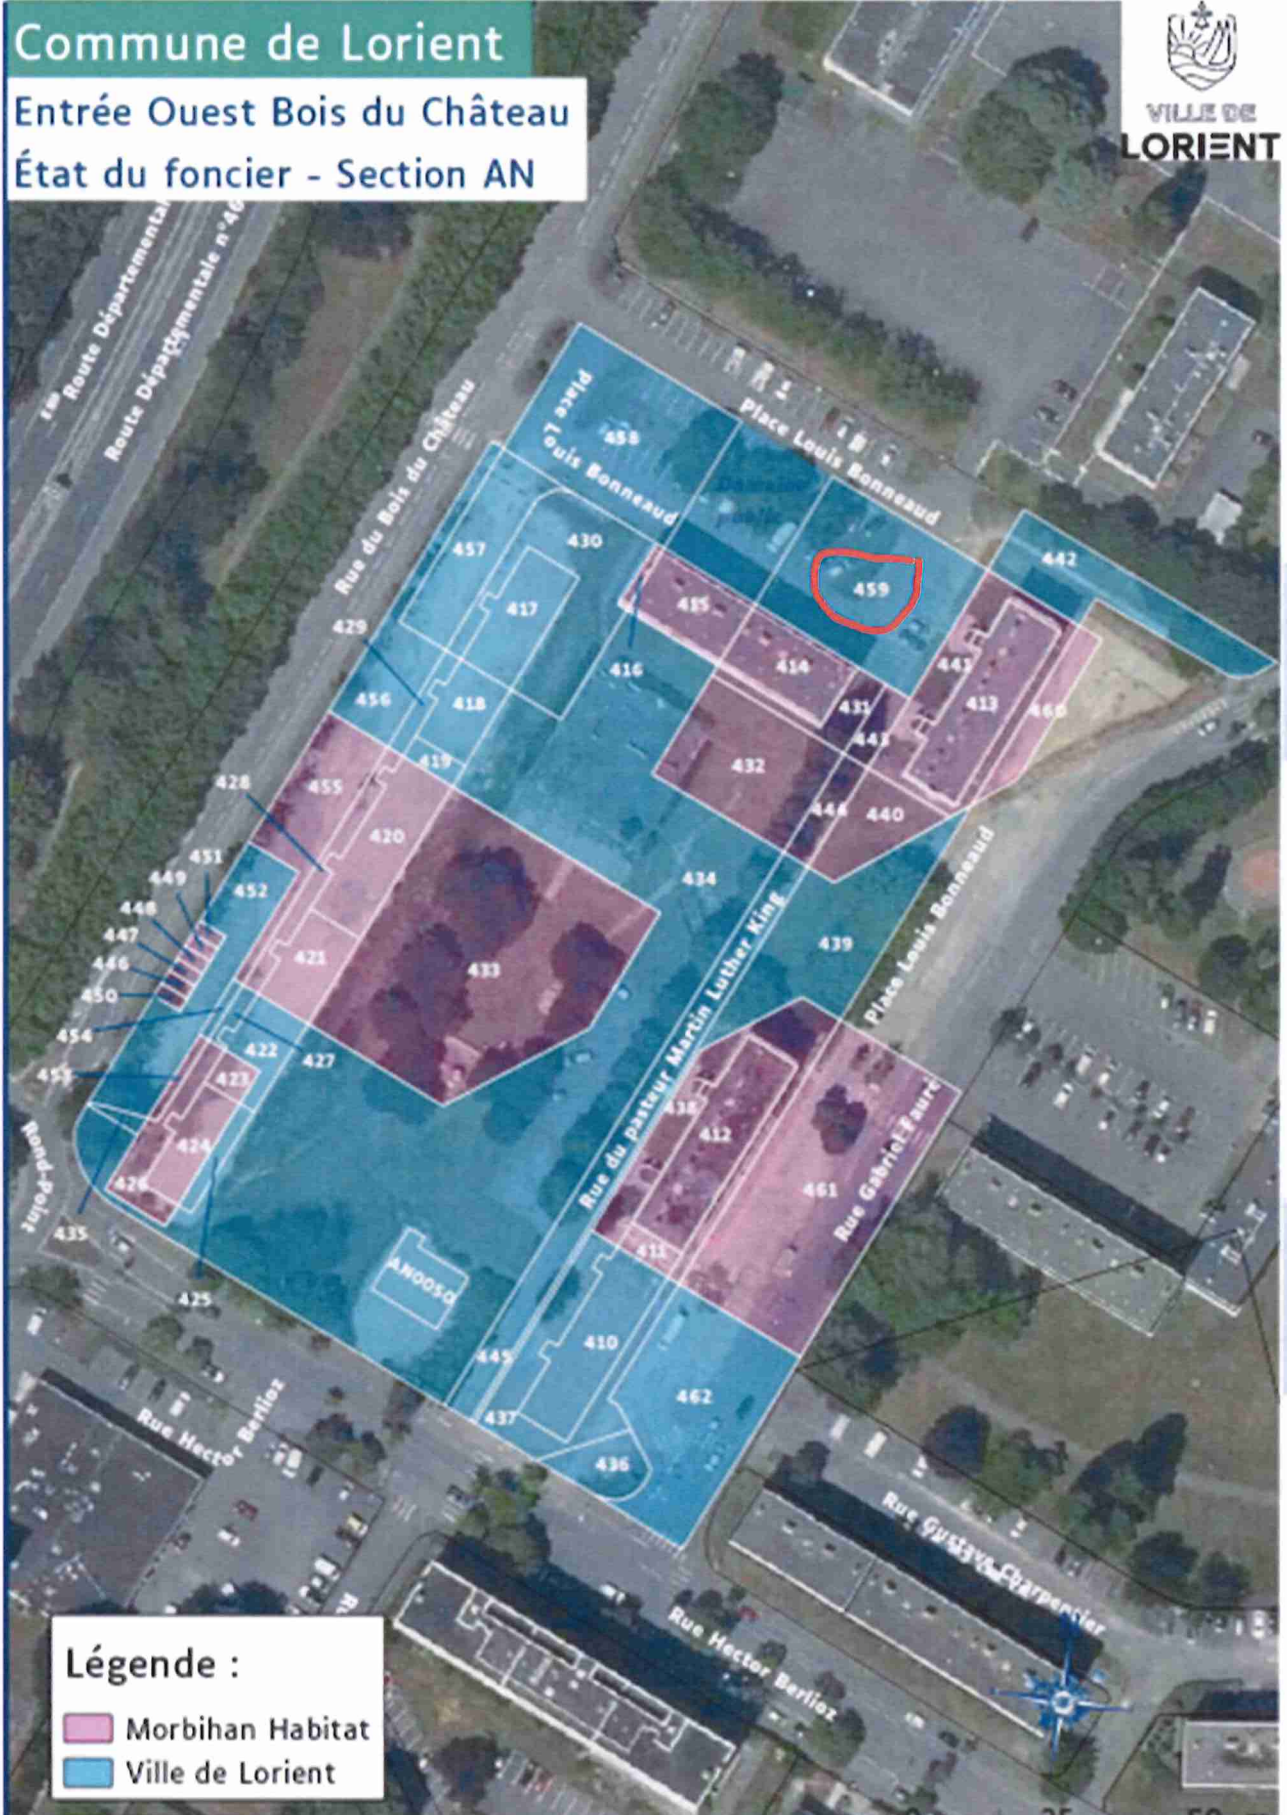 Commune de Lorient
Entrée Ouest Bois du Château
État du foncier - Section AN
VILLE DE
LORIENT
Route Départementale n°46
Rue du Bois du Château
Place Louis Bonneaud
458
Place Louis Bonneaud
Domaine
public
457
430
442
459
417
415
429
416
414
441
413
460
456
418
431
443
419
432
455
428
444
440
420
451
449
452
434
448
447
446
421
433
439
450
Place Louis Bonneaud
454
422
427
453
423
Rue du pasteur Martin Luther King
438
412
424
461
Rue Gabriel Faure
Rond-Point
426
435
411
AN0050
425
410
445
462
437
436
Rue Hector Berlioz
Rue Gustave Charpentier
Rue Hector Berlioz
Légende :
Morbihan Habitat
Ville de Lorient